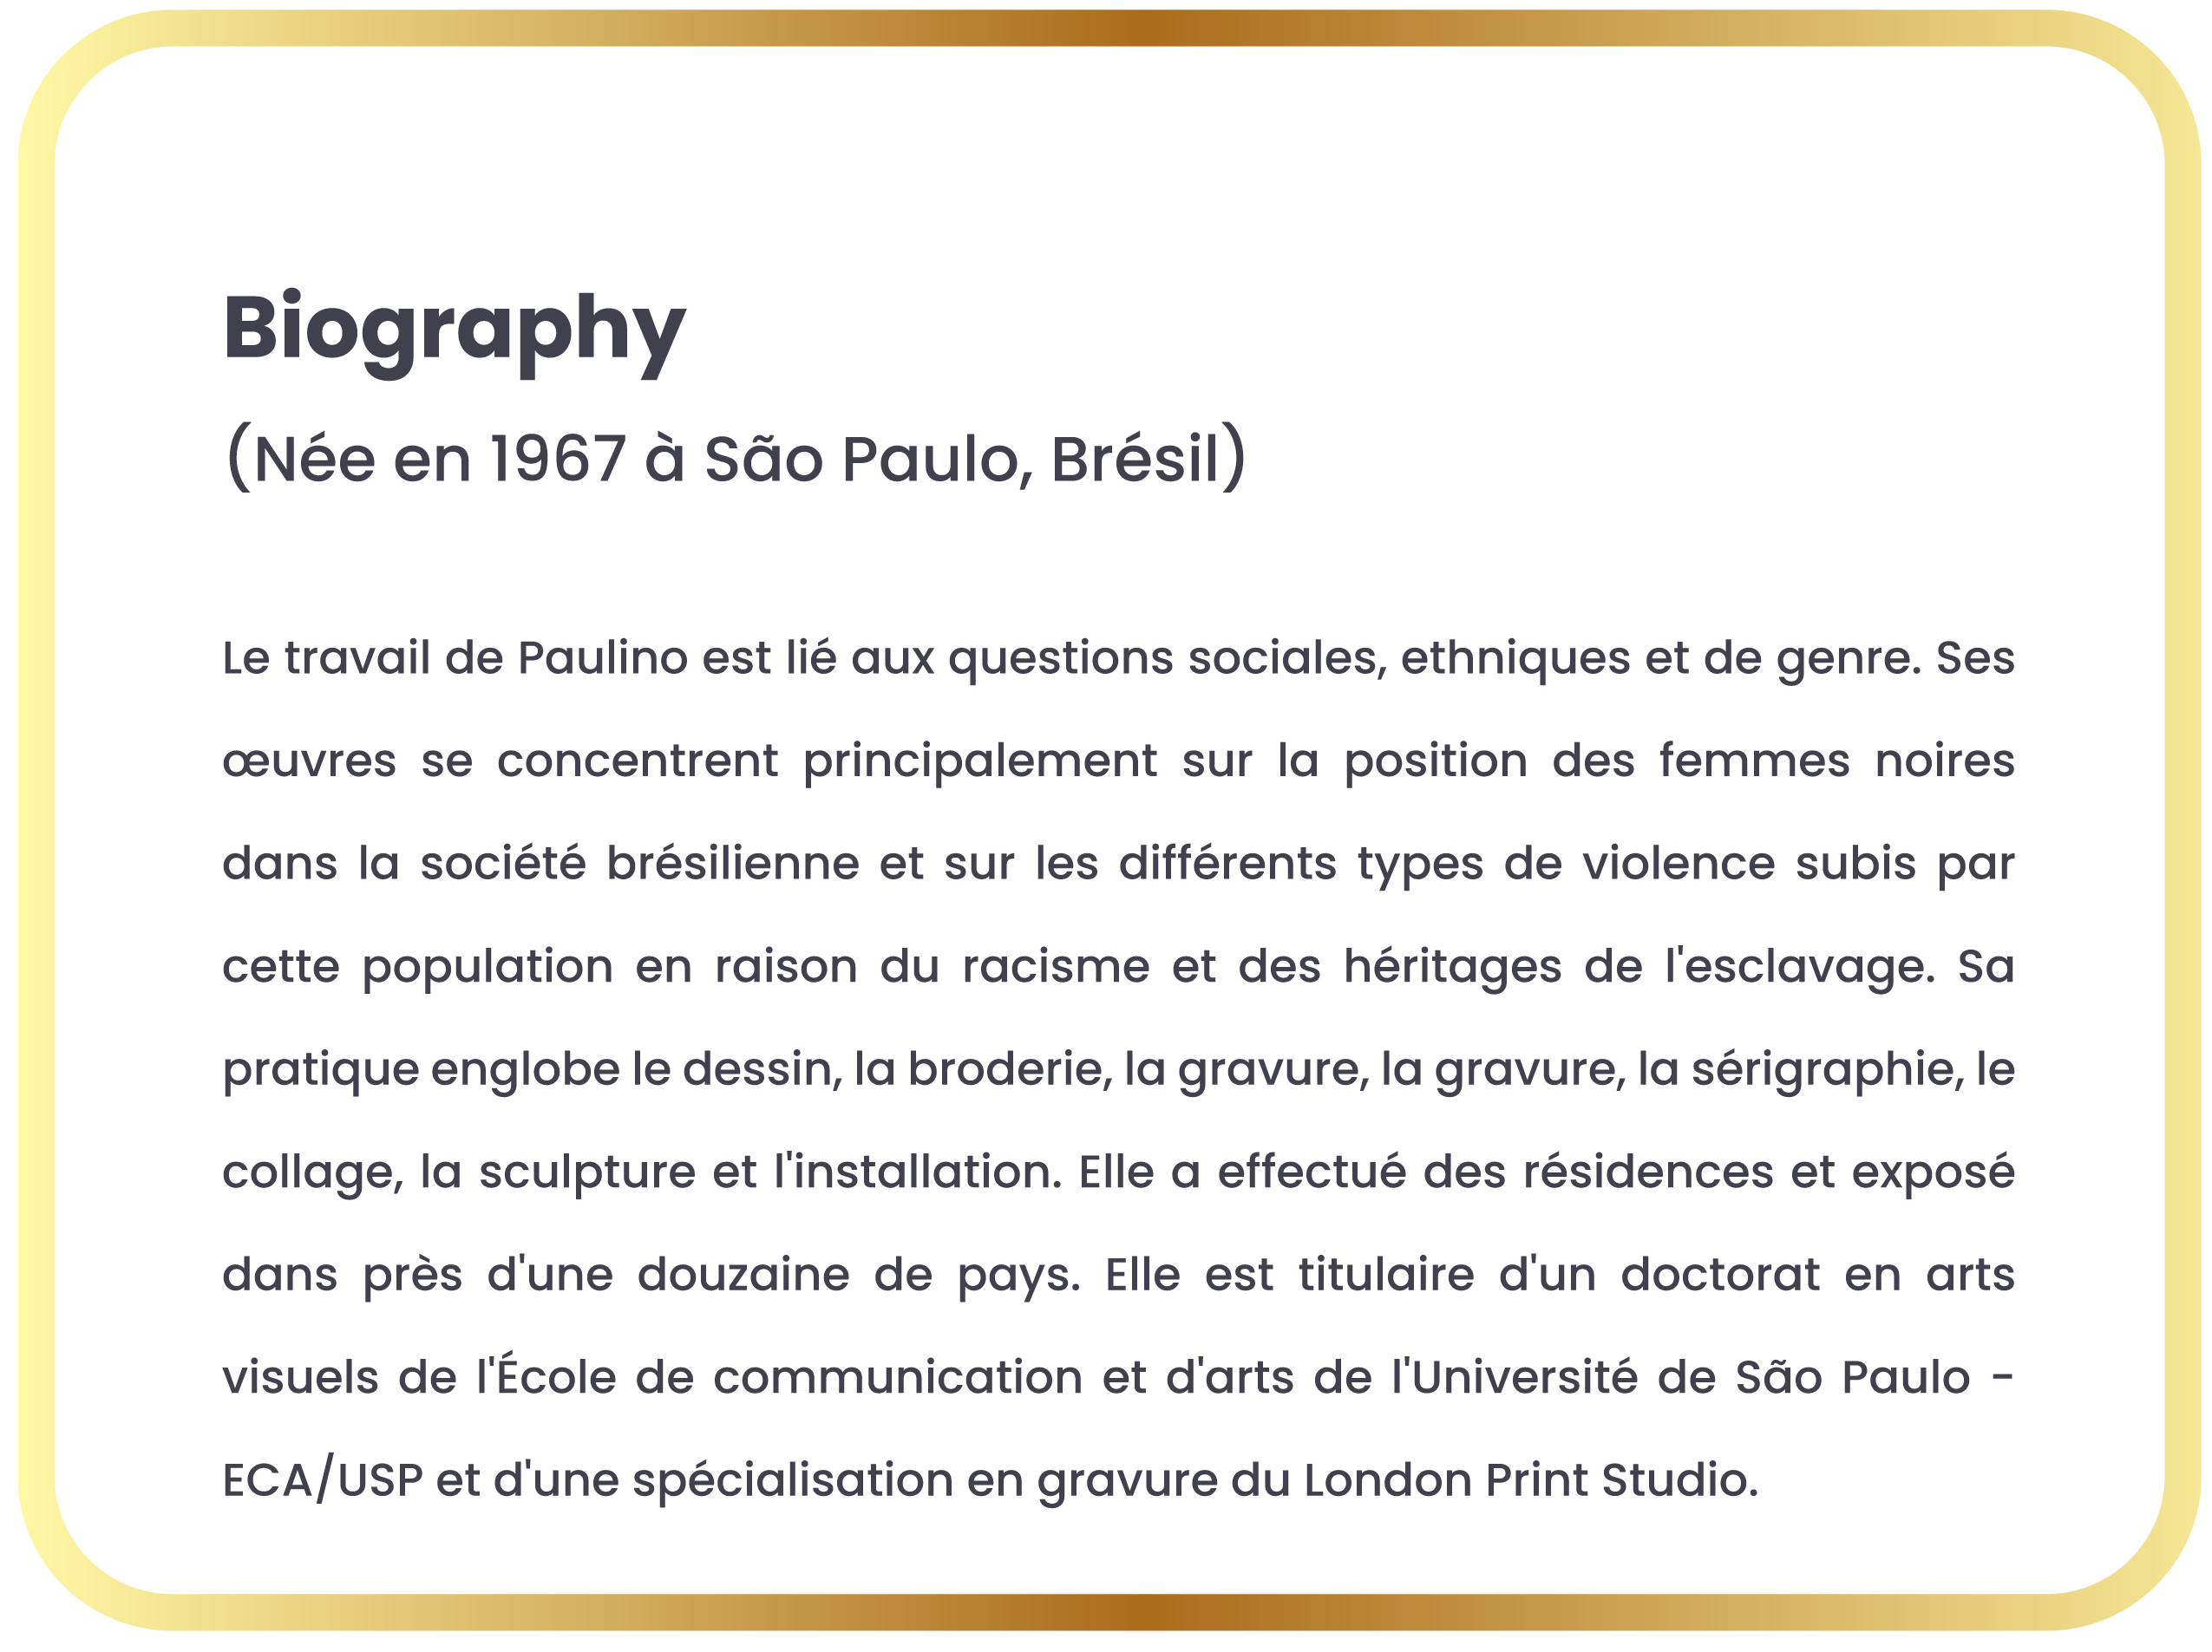 Biography
(Née en 1967 à São Paulo, Brésil)
Le travail de Paulino est lié aux questions sociales, ethniques et de genre. Ses
œuvres se concentrent principalement sur la position des femmes noires
dans la société brésilienne et sur les différents types de violence subis par
cette population en raison du racisme et des héritages de l'esclavage. Sa
pratique englobe le dessin, la broderie, la gravure, la gravure, la sérigraphie, le
collage, la sculpture et l'installation. Elle a effectué des résidences et exposé
dans près d'une douzaine de pays. Elle est titulaire d'un doctorat en arts
visuels de l'École de communication et d'arts de l'Université de São Paulo -
ECA/USP et d'une spécialisation en gravure du London Print Studio.